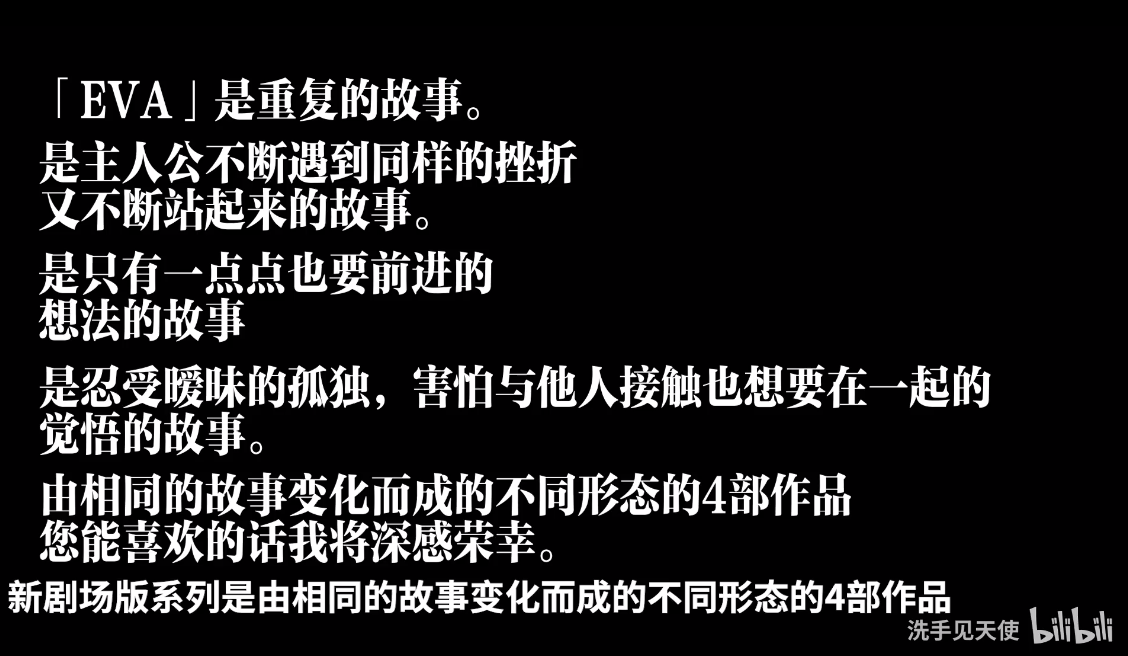 「EVA」是重复的故事。
是主人公不断遇到同样的挫折
又不断站起来的故事。
是只有一点点也要前进的
想法的故事
是忍受暧昧的孤独，害怕与他人接触也想要在一起的
觉悟的故事。
由相同的故事变化而成的不同形态的4部作品
您能喜欢的话我将深感荣幸。
新剧场版系列是由相同的故事变化而成的不同形态的4部作品
洗手见天使 bilibili